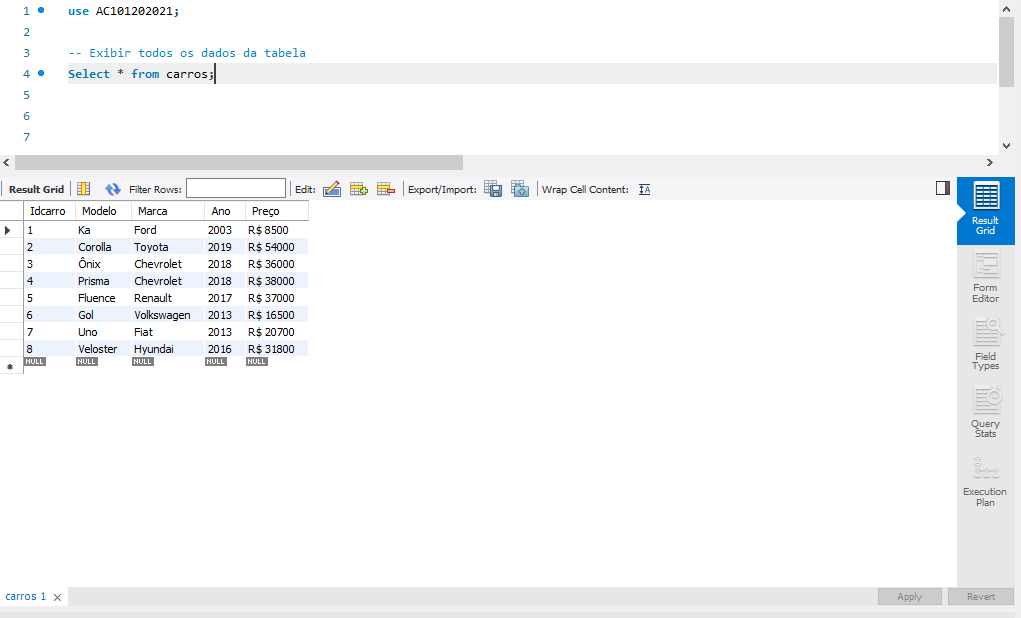 1 use AC101202021;
2
3 -- Exibir todos os dados da tabela
4 Select * from carros;
5
6
7
Result Grid Filter Rows: Edit: Export/Import: Wrap Cell Content: IA
Idcarro Modelo Marca Ano Preço
1 Ka Ford 2003 R$ 8500
2 Corolla Toyota 2019 R$ 54000
3 Ônix Chevrolet 2018 R$ 36000
4 Prisma Chevrolet 2018 R$ 38000
5 Fluence Renault 2017 R$ 37000
6 Gol Volkswagen 2013 R$ 16500
7 Uno Fiat 2013 R$ 20700
8 Veloster Hyundai 2016 R$ 31800
NULL NULL NULL NULL NULL
Result
Grid
Form
Editor
Field
Types
Query
Stats
Execution
Plan
carros 1
Apply Revert